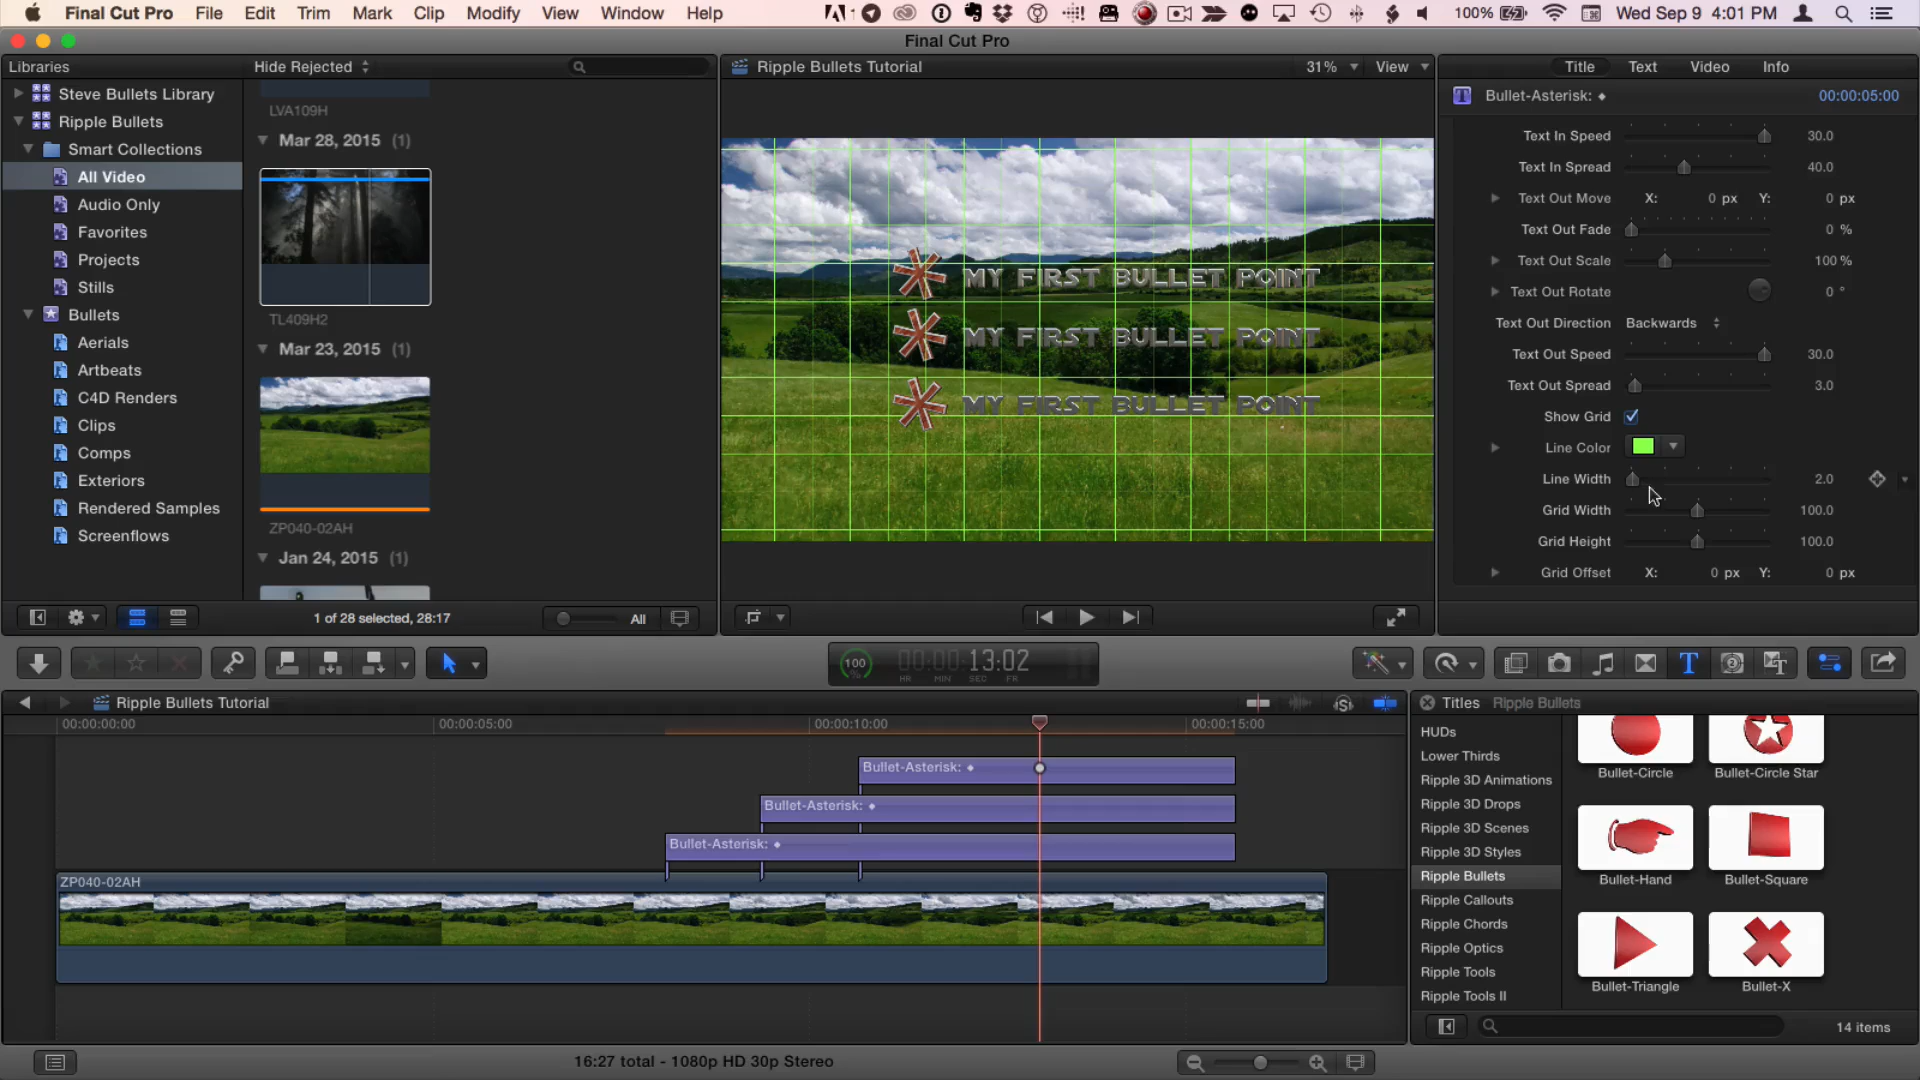 Final Cut Pro File Edit Trim Mark Clip Modify View Window Help 100% Wed Sep 9 4:01 PM
Final Cut Pro
Libraries
Hide Rejected
Steve Bullets Library
Ripple Bullets
Smart Collections
All Video
Audio Only
Favorites
Projects
Stills
Bullets
Aerials
Artbeats
C4D Renders
Clips
Comps
Exteriors
Rendered Samples
Screenflows
LVA109H
Mar 28, 2015 (1)
TL409H2
Mar 23, 2015 (1)
ZP040-02AH
Jan 24, 2015 (1)
1 of 28 selected, 28:17
All
Ripple Bullets Tutorial
31%
View
MY FIRST BULLET POINT
MY FIRST BULLET POINT
MY FIRST BULLET POINT
Title Text Video Info
Bullet-Asterisk: ⬥ 00:00:05:00
Text In Speed 30.0
Text In Spread 40.0
Text Out Move X: 0 px Y: 0 px
Text Out Fade 0 %
Text Out Scale 100 %
Text Out Rotate 0 °
Text Out Direction Backwards
Text Out Speed 30.0
Text Out Spread 3.0
Show Grid
Line Color
Line Width 2.0
Grid Width 100.0
Grid Height 100.0
Grid Offset X: 0 px Y: 0 px
100 %
00:00:13:02
HR MIN SEC FR
Ripple Bullets Tutorial
00:00:00:00 00:00:05:00 00:00:10:00 00:00:15:00
Bullet-Asterisk: ⬥
Bullet-Asterisk: ⬥
Bullet-Asterisk: ⬥
ZP040-02AH
Titles Ripple Bullets
HUDs
Lower Thirds
Ripple 3D Animations
Ripple 3D Drops
Ripple 3D Scenes
Ripple 3D Styles
Ripple Bullets
Ripple Callouts
Ripple Chords
Ripple Optics
Ripple Tools
Ripple Tools II
Bullet-Circle
Bullet-Circle Star
Bullet-Hand
Bullet-Square
Bullet-Triangle
Bullet-X
14 items
16:27 total - 1080p HD 30p Stereo